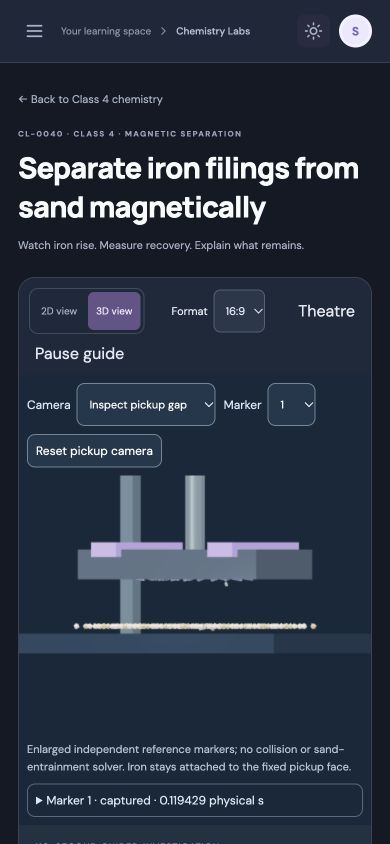 Your learning space > Chemistry Labs
S
← Back to Class 4 chemistry
CL-0040 · CLASS 4 · MAGNETIC SEPARATION
Separate iron filings from
sand magnetically
Watch iron rise. Measure recovery. Explain what remains.
2D view 3D view Format 16:9 Theatre
Pause guide
Camera Inspect pickup gap Marker 1
Reset pickup camera
Enlarged independent reference markers; no collision or sand-
entrainment solver. Iron stays attached to the fixed pickup face.
▶ Marker 1 · captured · 0.119429 physical s